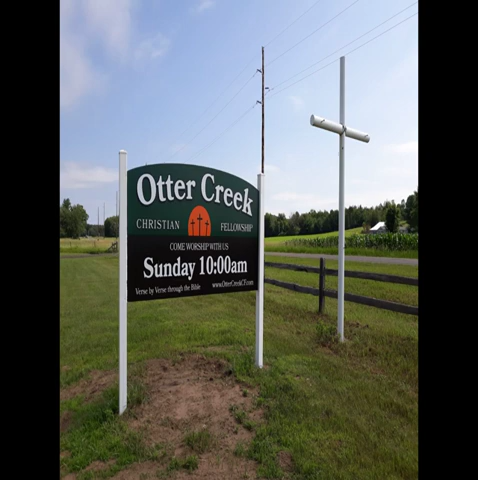 Otter Creek
CHRISTIAN FELLOWSHIP
COME WORSHIP WITH US
Sunday 10:00am
Verse by Verse through the Bible www.OtterCreekCF.com